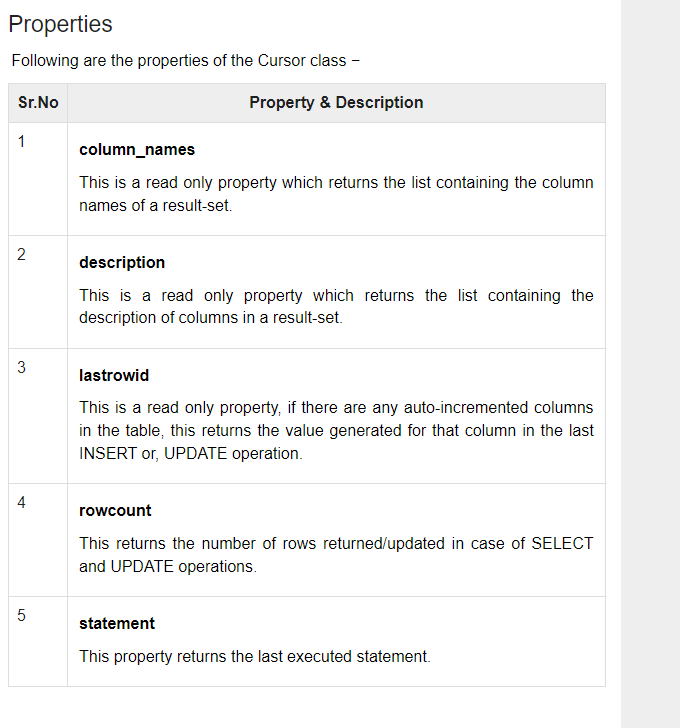 Properties
Following are the properties of the Cursor class −
Sr.No Property & Description
1
column_names
This is a read only property which returns the list containing the column
names of a result-set.
2
description
This is a read only property which returns the list containing the
description of columns in a result-set.
3
lastrowid
This is a read only property, if there are any auto-incremented columns
in the table, this returns the value generated for that column in the last
INSERT or, UPDATE operation.
4
rowcount
This returns the number of rows returned/updated in case of SELECT
and UPDATE operations.
5
statement
This property returns the last executed statement.